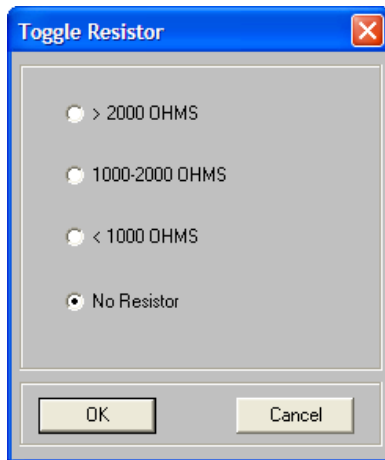 Toggle Resistor
> 2000 OHMS
1000-2000 OHMS
< 1000 OHMS
No Resistor
OK Cancel